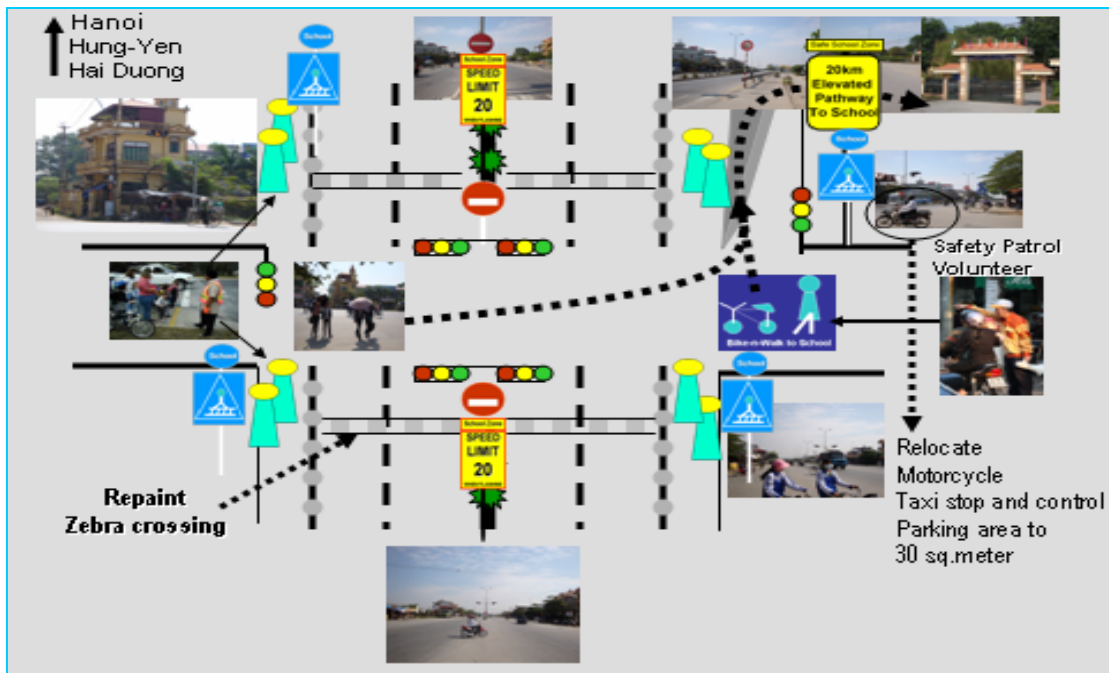 Hanoi
Hung-Yen
Hai Duong
School
School Zone
SPEED
LIMIT
20
Safe School Zone
20km
Elevated
Pathway
To School
School
Safety Patrol
Volunteer
Bike-n-Walk to School
School
School
School Zone
SPEED
LIMIT
20
Repaint
Zebra crossing
Relocate
Motorcycle
Taxi stop and control
Parking area to
30 sq.meter